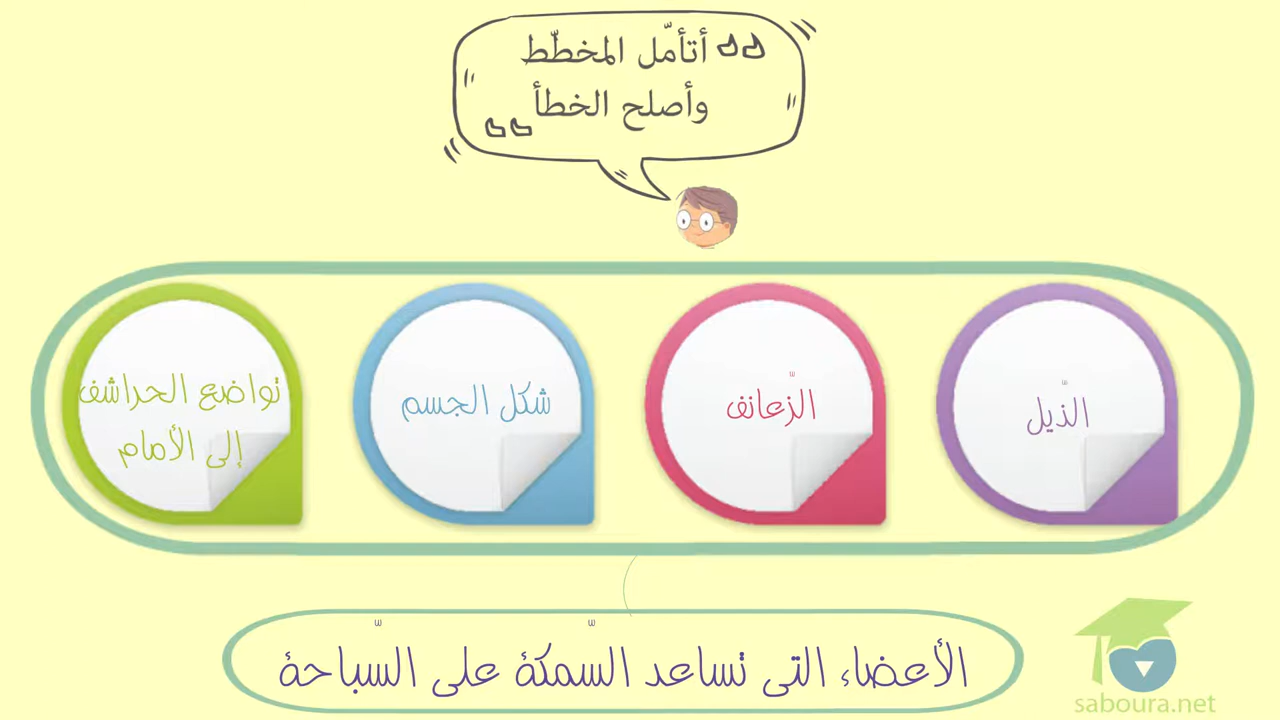 أتأمّل المخطّط
وأصلح الخطأ
الذّيل
الزّعانف
شكل الجسم
تواضع الحراشف
إلى الأمام
الأعضاء التي تساعد السّمكة على السّباحة
saboura.net